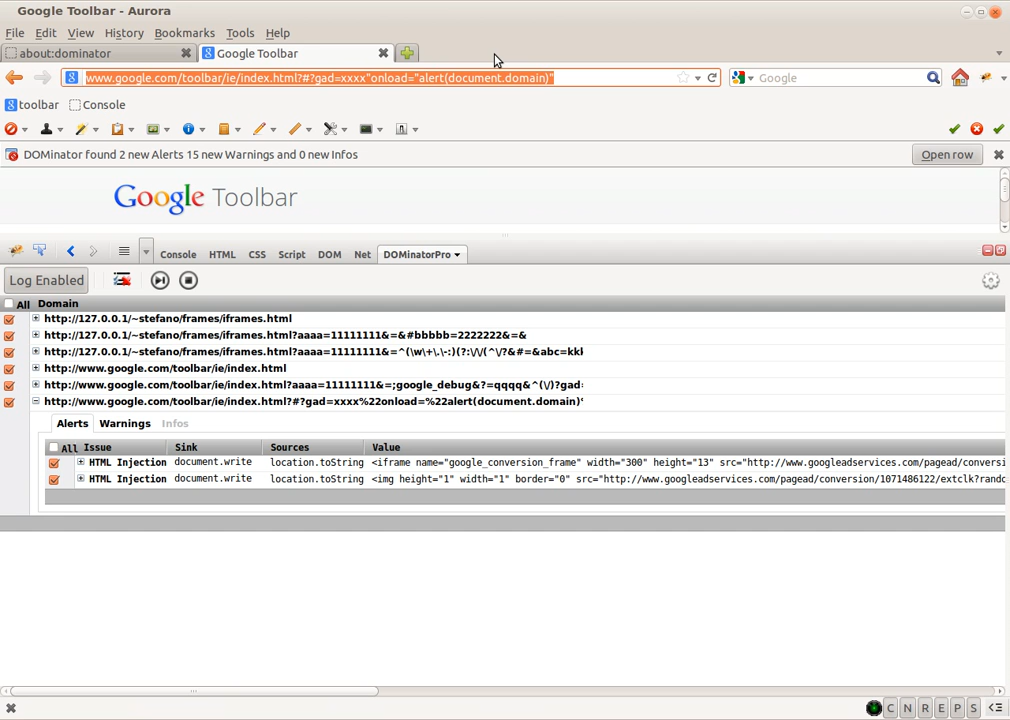 Google Toolbar - Aurora
File Edit View History Bookmarks Tools Help
about:dominator Google Toolbar
www.google.com/toolbar/ie/index.html?#?gad=xxxx"onload="alert(document.domain)" Google
toolbar Console
DOMinator found 2 new Alerts 15 new Warnings and 0 new Infos Open row
Google Toolbar
Console HTML CSS Script DOM Net DOMinatorPro
Log Enabled
All Domain
http://127.0.0.1/~stefano/frames/iframes.html
http://127.0.0.1/~stefano/frames/iframes.html?aaaa=11111111&=&#bbbbb=2222222&=&
http://127.0.0.1/~stefano/frames/iframes.html?aaaa=11111111&=^(\w\+\.\-:)(?:\/\/(^\/?&#=&abc=kkk
http://www.google.com/toolbar/ie/index.html
http://www.google.com/toolbar/ie/index.html?aaaa=11111111&=;google_debug&?=qqqq&^(\/)?gad=
http://www.google.com/toolbar/ie/index.html?#?gad=xxxx%22onload=%22alert(document.domain)%
Alerts Warnings Infos
All Issue Sink Sources Value
HTML Injection document.write location.toString <iframe name="google_conversion_frame" width="300" height="13" src="http://www.googleadservices.com/pagead/conversi
HTML Injection document.write location.toString <img height="1" width="1" border="0" src="http://www.googleadservices.com/pagead/conversion/1071486122/extclk?rando
C N R E P S